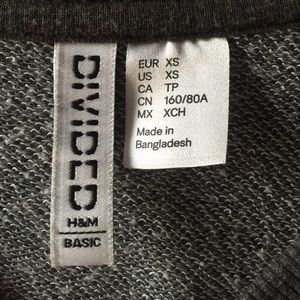 DIVIDED
H&M
BASIC
EUR XS
US XS
CA TP
CN 160/80A
MX XCH
Made in
Bangladesh